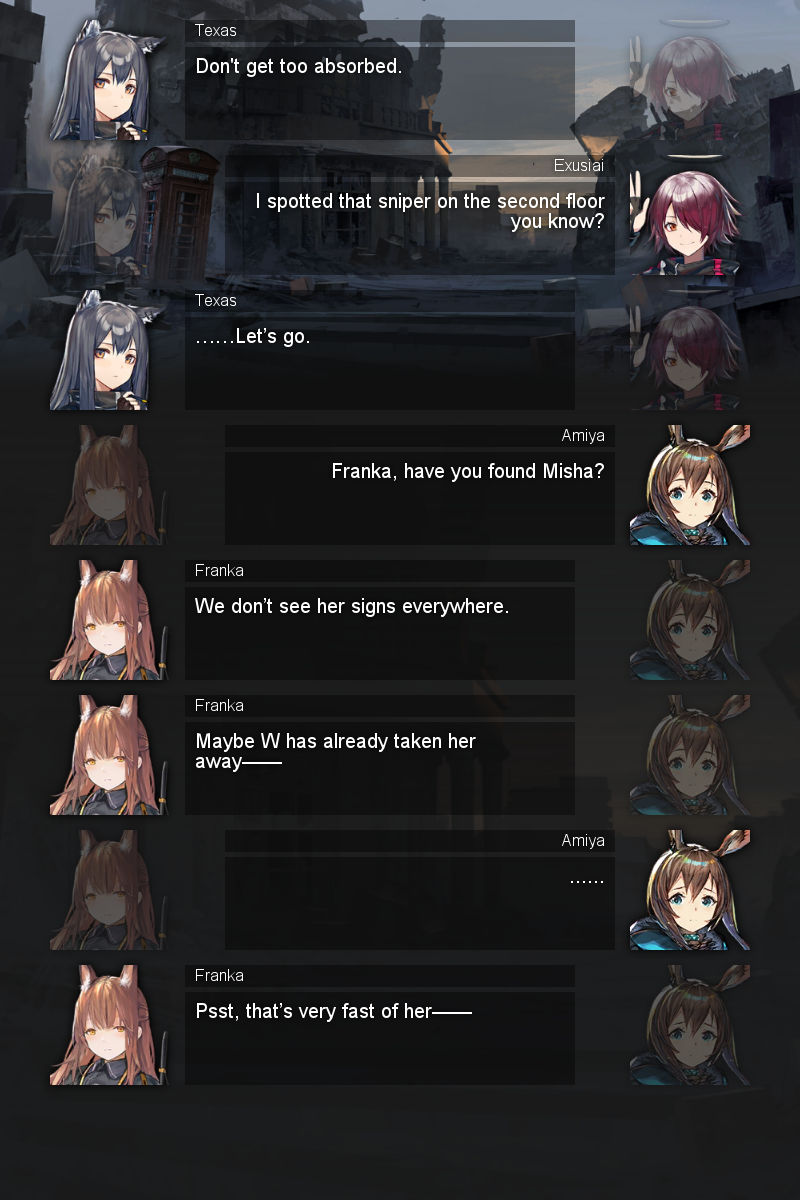 Texas
Don't get too absorbed.
Exusiai
I spotted that sniper on the second floor
you know?
Texas
……Let's go.
Amiya
Franka, have you found Misha?
Franka
We don't see her signs everywhere.
Franka
Maybe W has already taken her
away——
Amiya
……
Franka
Psst, that's very fast of her——